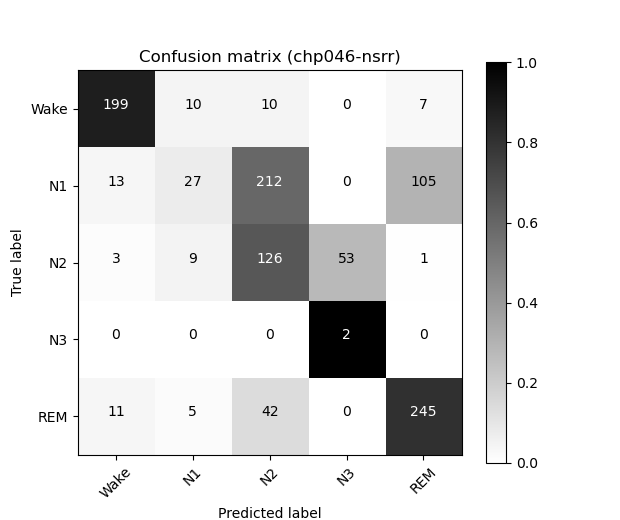 Confusion matrix (chp046-nsrr)
True label
Wake 199 10 10 0 7
N1 13 27 212 0 105
N2 3 9 126 53 1
N3 0 0 0 2 0
REM 11 5 42 0 245
Wake N1 N2 N3 REM
Predicted label
1.0
0.8
0.6
0.4
0.2
0.0